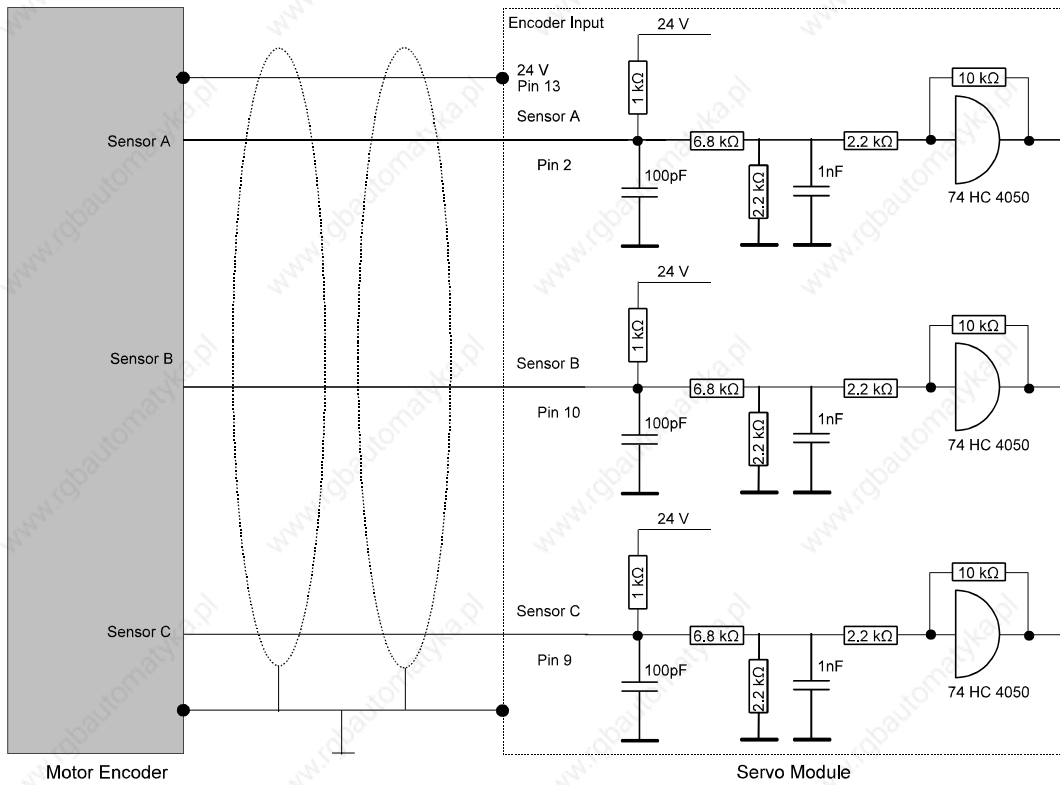 Encoder Input
24 V
24 V
Pin 13
1 kΩ
10 kΩ
Sensor A
Sensor A
6.8 kΩ
2.2 kΩ
Pin 2
100pF
2.2 kΩ
1nF
74 HC 4050
24 V
1 kΩ
10 kΩ
Sensor B
Sensor B
6.8 kΩ
2.2 kΩ
Pin 10
100pF
2.2 kΩ
1nF
74 HC 4050
24 V
1 kΩ
10 kΩ
Sensor C
Sensor C
6.8 kΩ
2.2 kΩ
Pin 9
100pF
2.2 kΩ
1nF
74 HC 4050
Motor Encoder
Servo Module
www.rgbautomatyka.pl